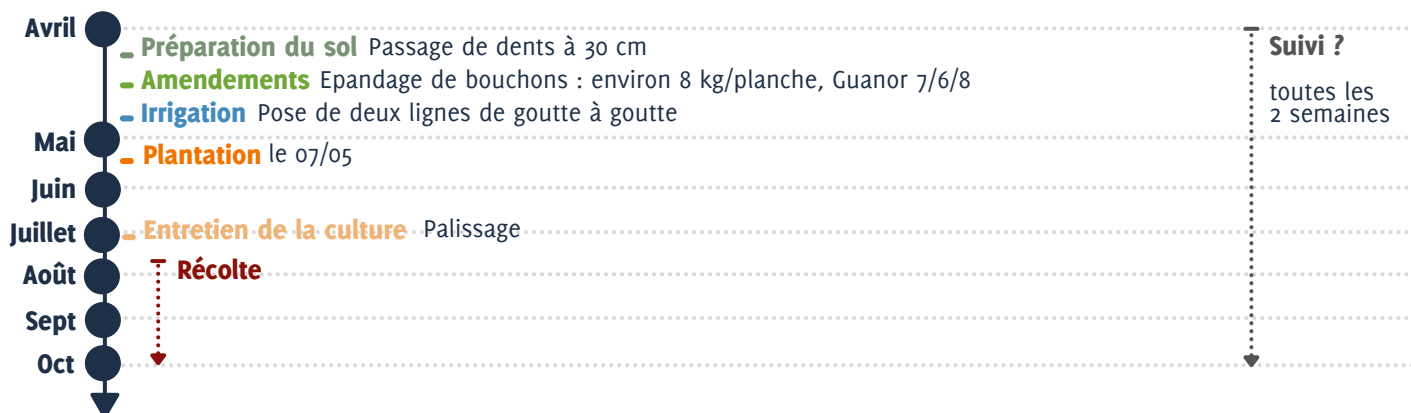 Avril
Préparation du sol Passage de dents à 30 cm
Suivi ?
Amendements Epandage de bouchons : environ 8 kg/planche, Guanor 7/6/8
toutes les
2 semaines
Irrigation Pose de deux lignes de goutte à goutte
Mai
Plantation le 07/05
Juin
Juillet
Entretien de la culture Palissage
Août
Récolte
Sept
Oct